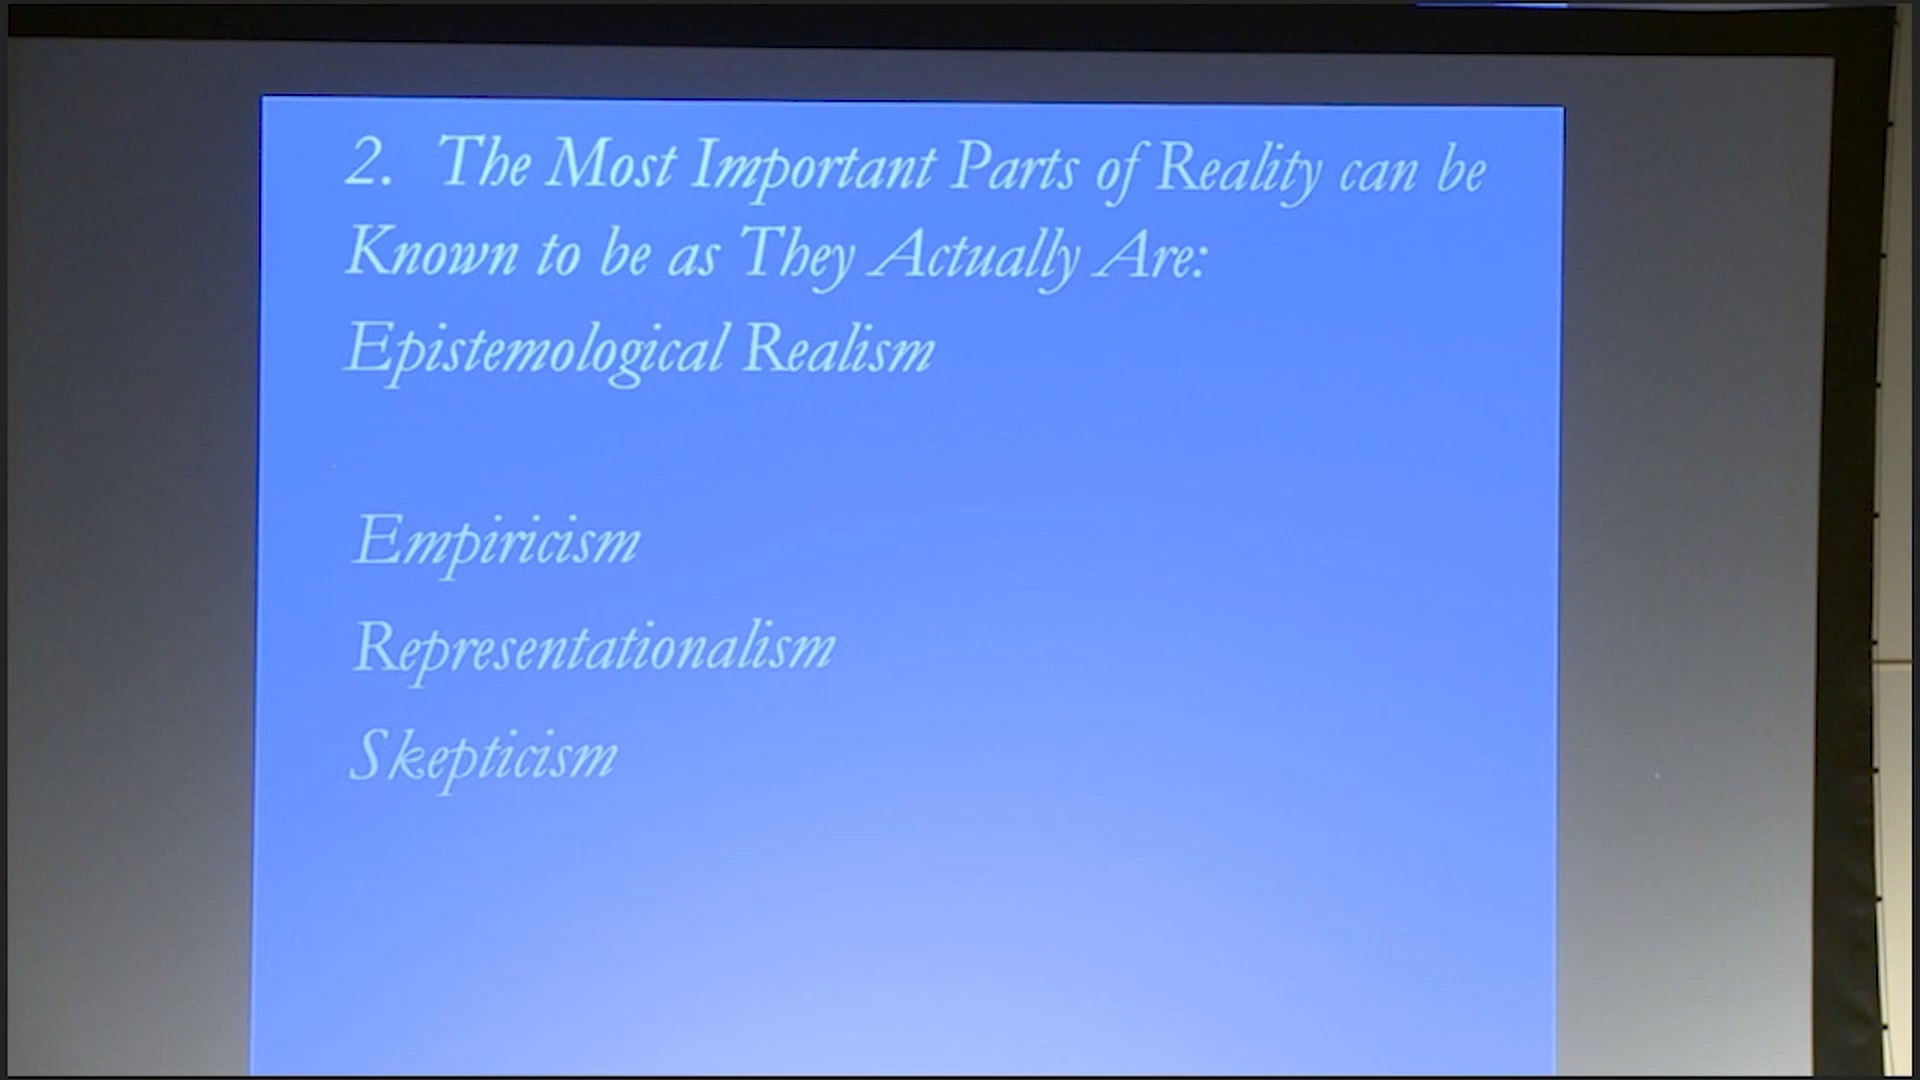 2. The Most Important Parts of Reality can be
Known to be as They Actually Are:
Epistemological Realism
Empiricism
Representationalism
Skepticism